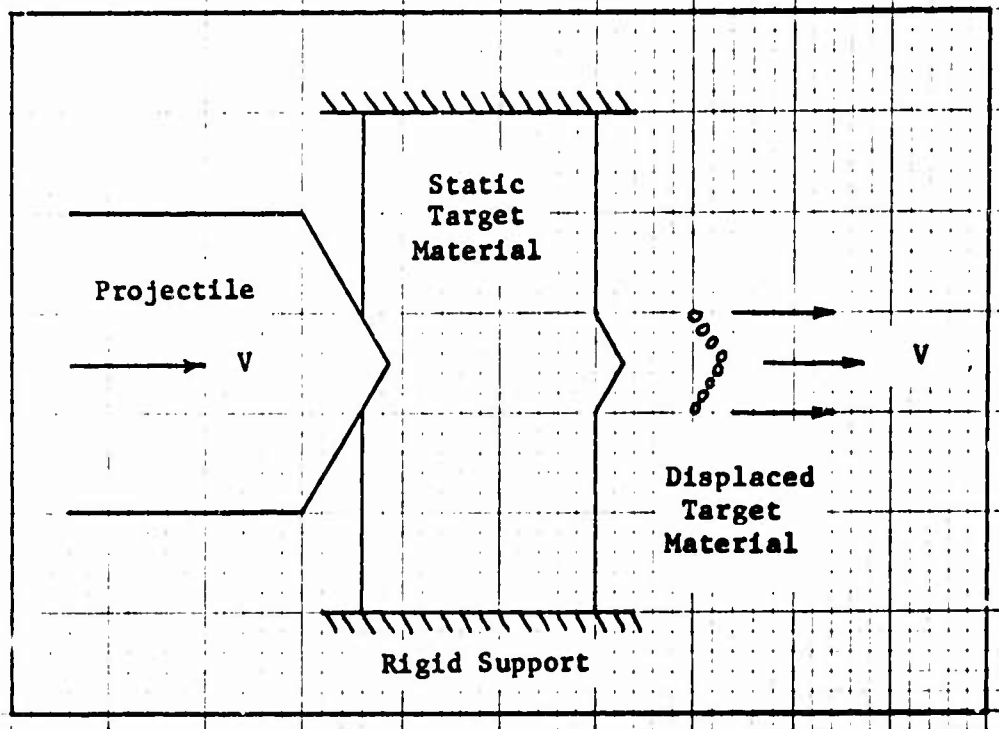 Static
Target
Material
Projectile
V
V
Displaced
Target
Material
Rigid Support